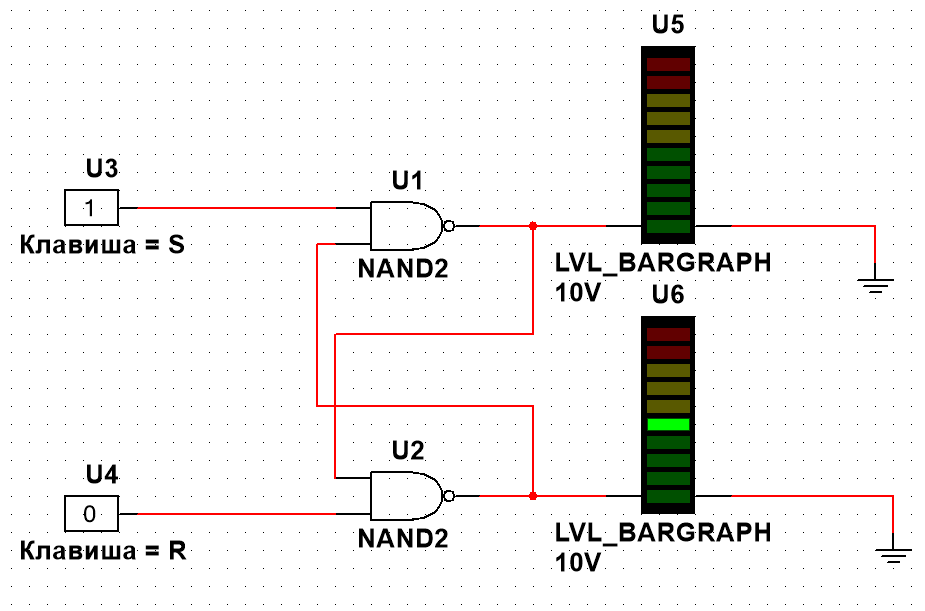 U5
U3
1
Клавиша = S
U1
NAND2
LVL_BARGRAPH
10V
U6
U4
0
Клавиша = R
U2
NAND2
LVL_BARGRAPH
10V